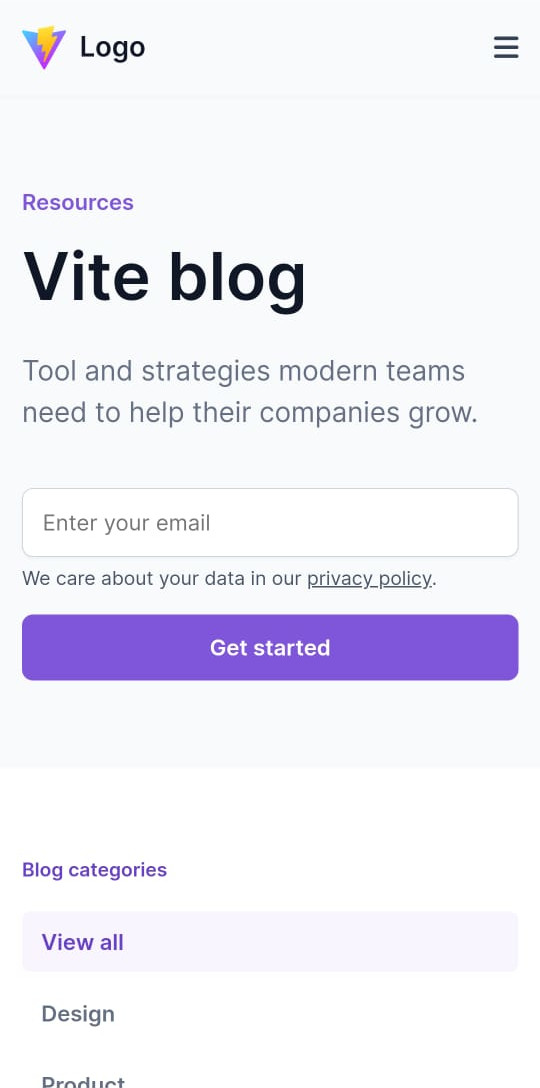 Logo
Resources
Vite blog
Tool and strategies modern teams
need to help their companies grow.
Enter your email
We care about your data in our privacy policy.
Get started
Blog categories
View all
Design
Product